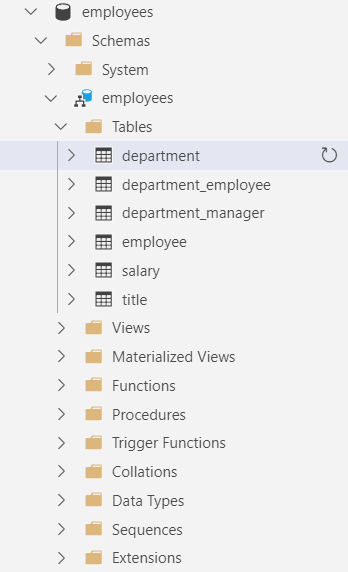 employees
Schemas
System
employees
Tables
department
department_employee
department_manager
employee
salary
title
Views
Materialized Views
Functions
Procedures
Trigger Functions
Collations
Data Types
Sequences
Extensions